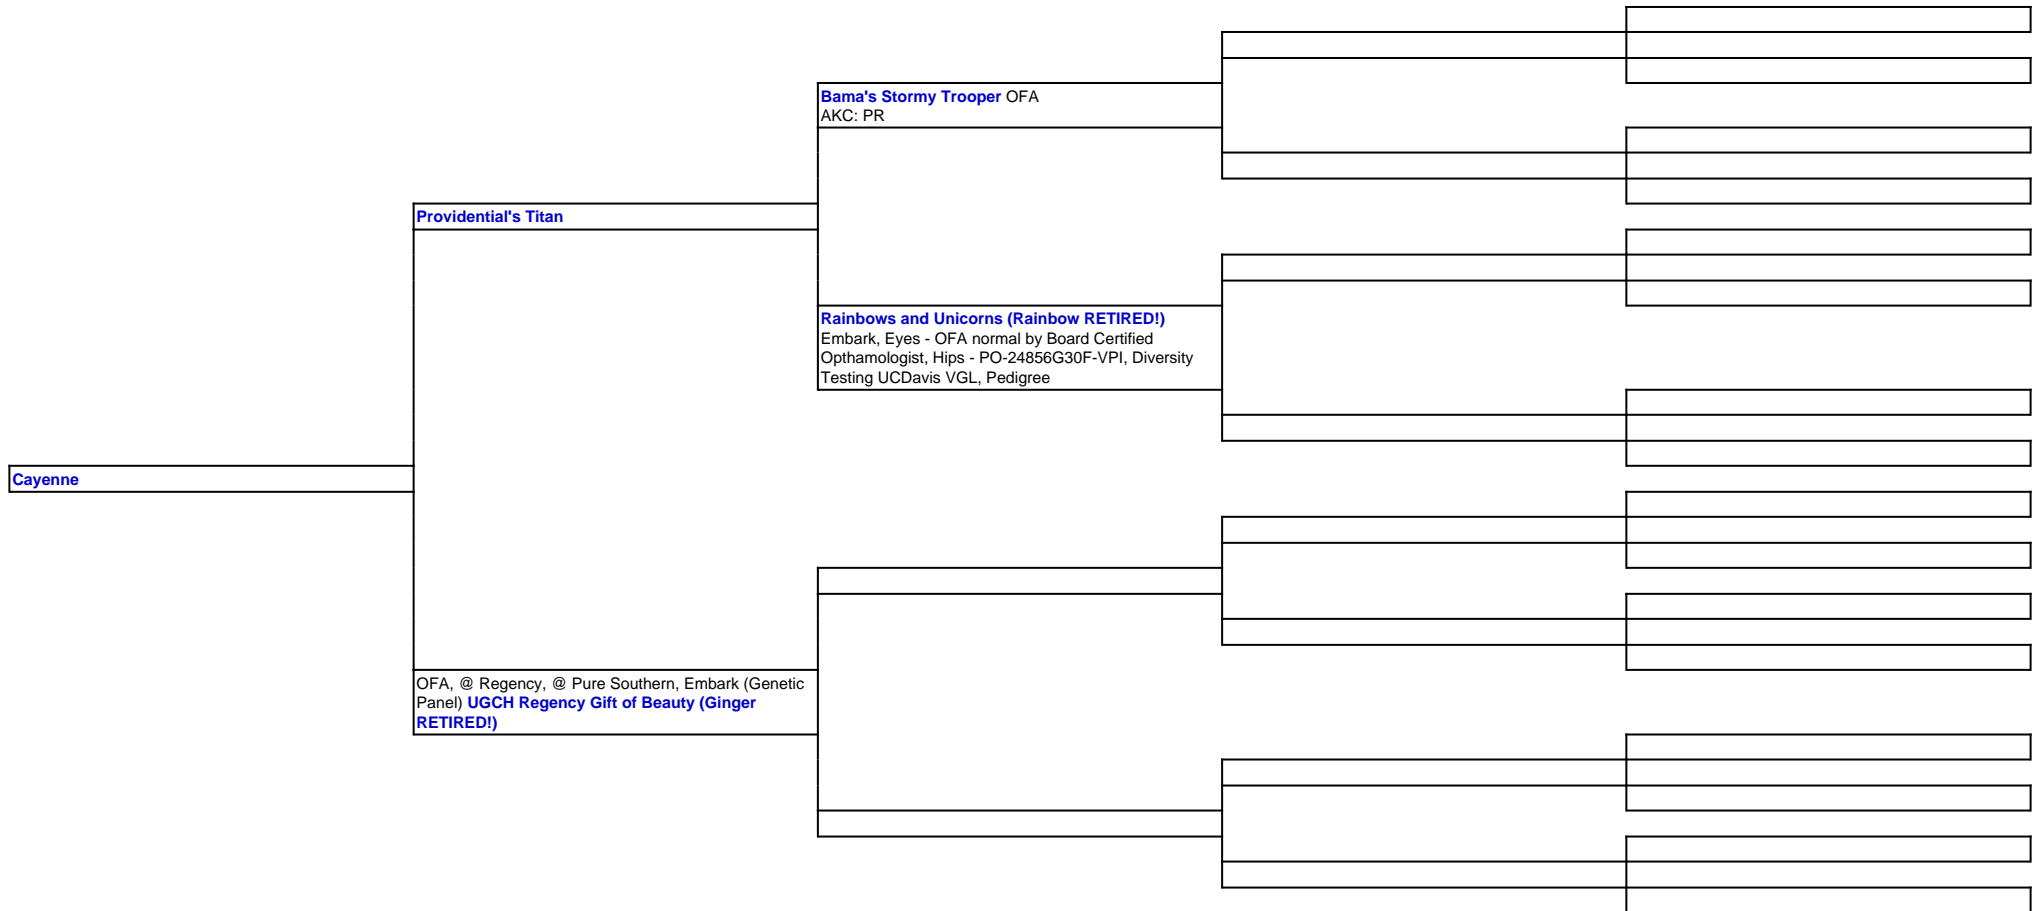 Bama's Stormy Trooper OFA
AKC: PR
Providential's Titan
Rainbows and Unicorns (Rainbow RETIRED!)
Embark, Eyes - OFA normal by Board Certified
Opthamologist, Hips - PO-24856G30F-VPI, Diversity
Testing UCDavis VGL, Pedigree
Cayenne
OFA, @ Regency, @ Pure Southern, Embark (Genetic
Panel) UGCH Regency Gift of Beauty (Ginger
RETIRED!)